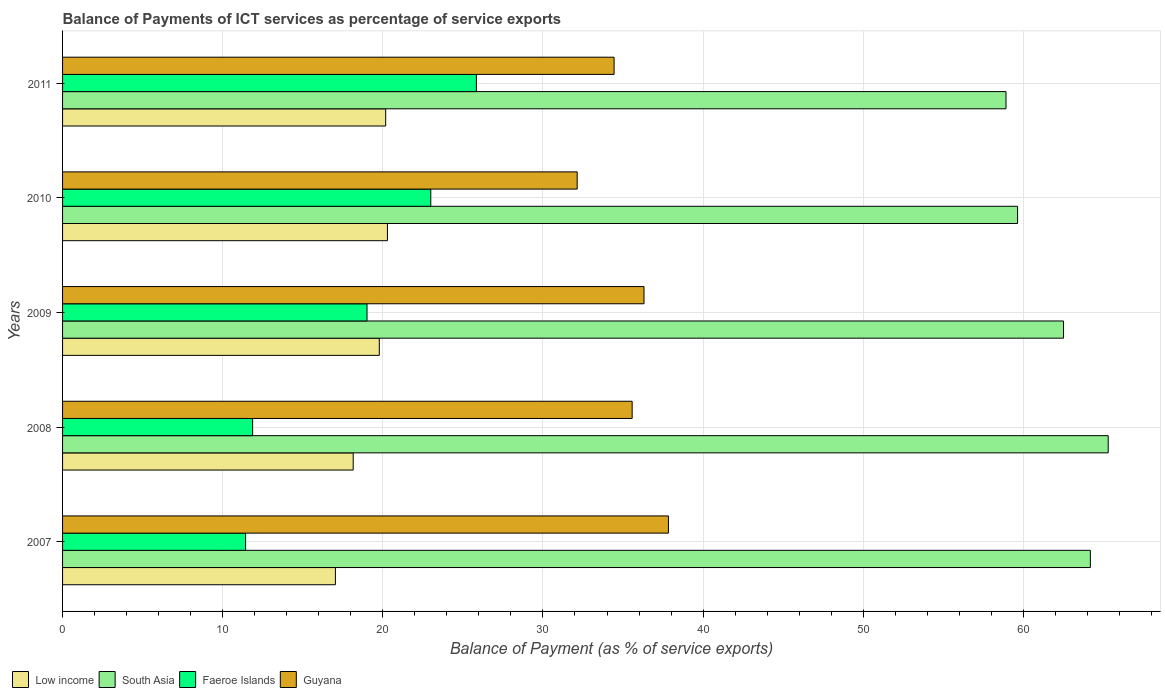 Balance of Payments of ICT services as percentage of service exports
2011
2010
2009
2008
2007
Years
0 10 20 30 40 50 60
Balance of Payment (as % of service exports)
Low income South Asia Faeroe Islands Guyana